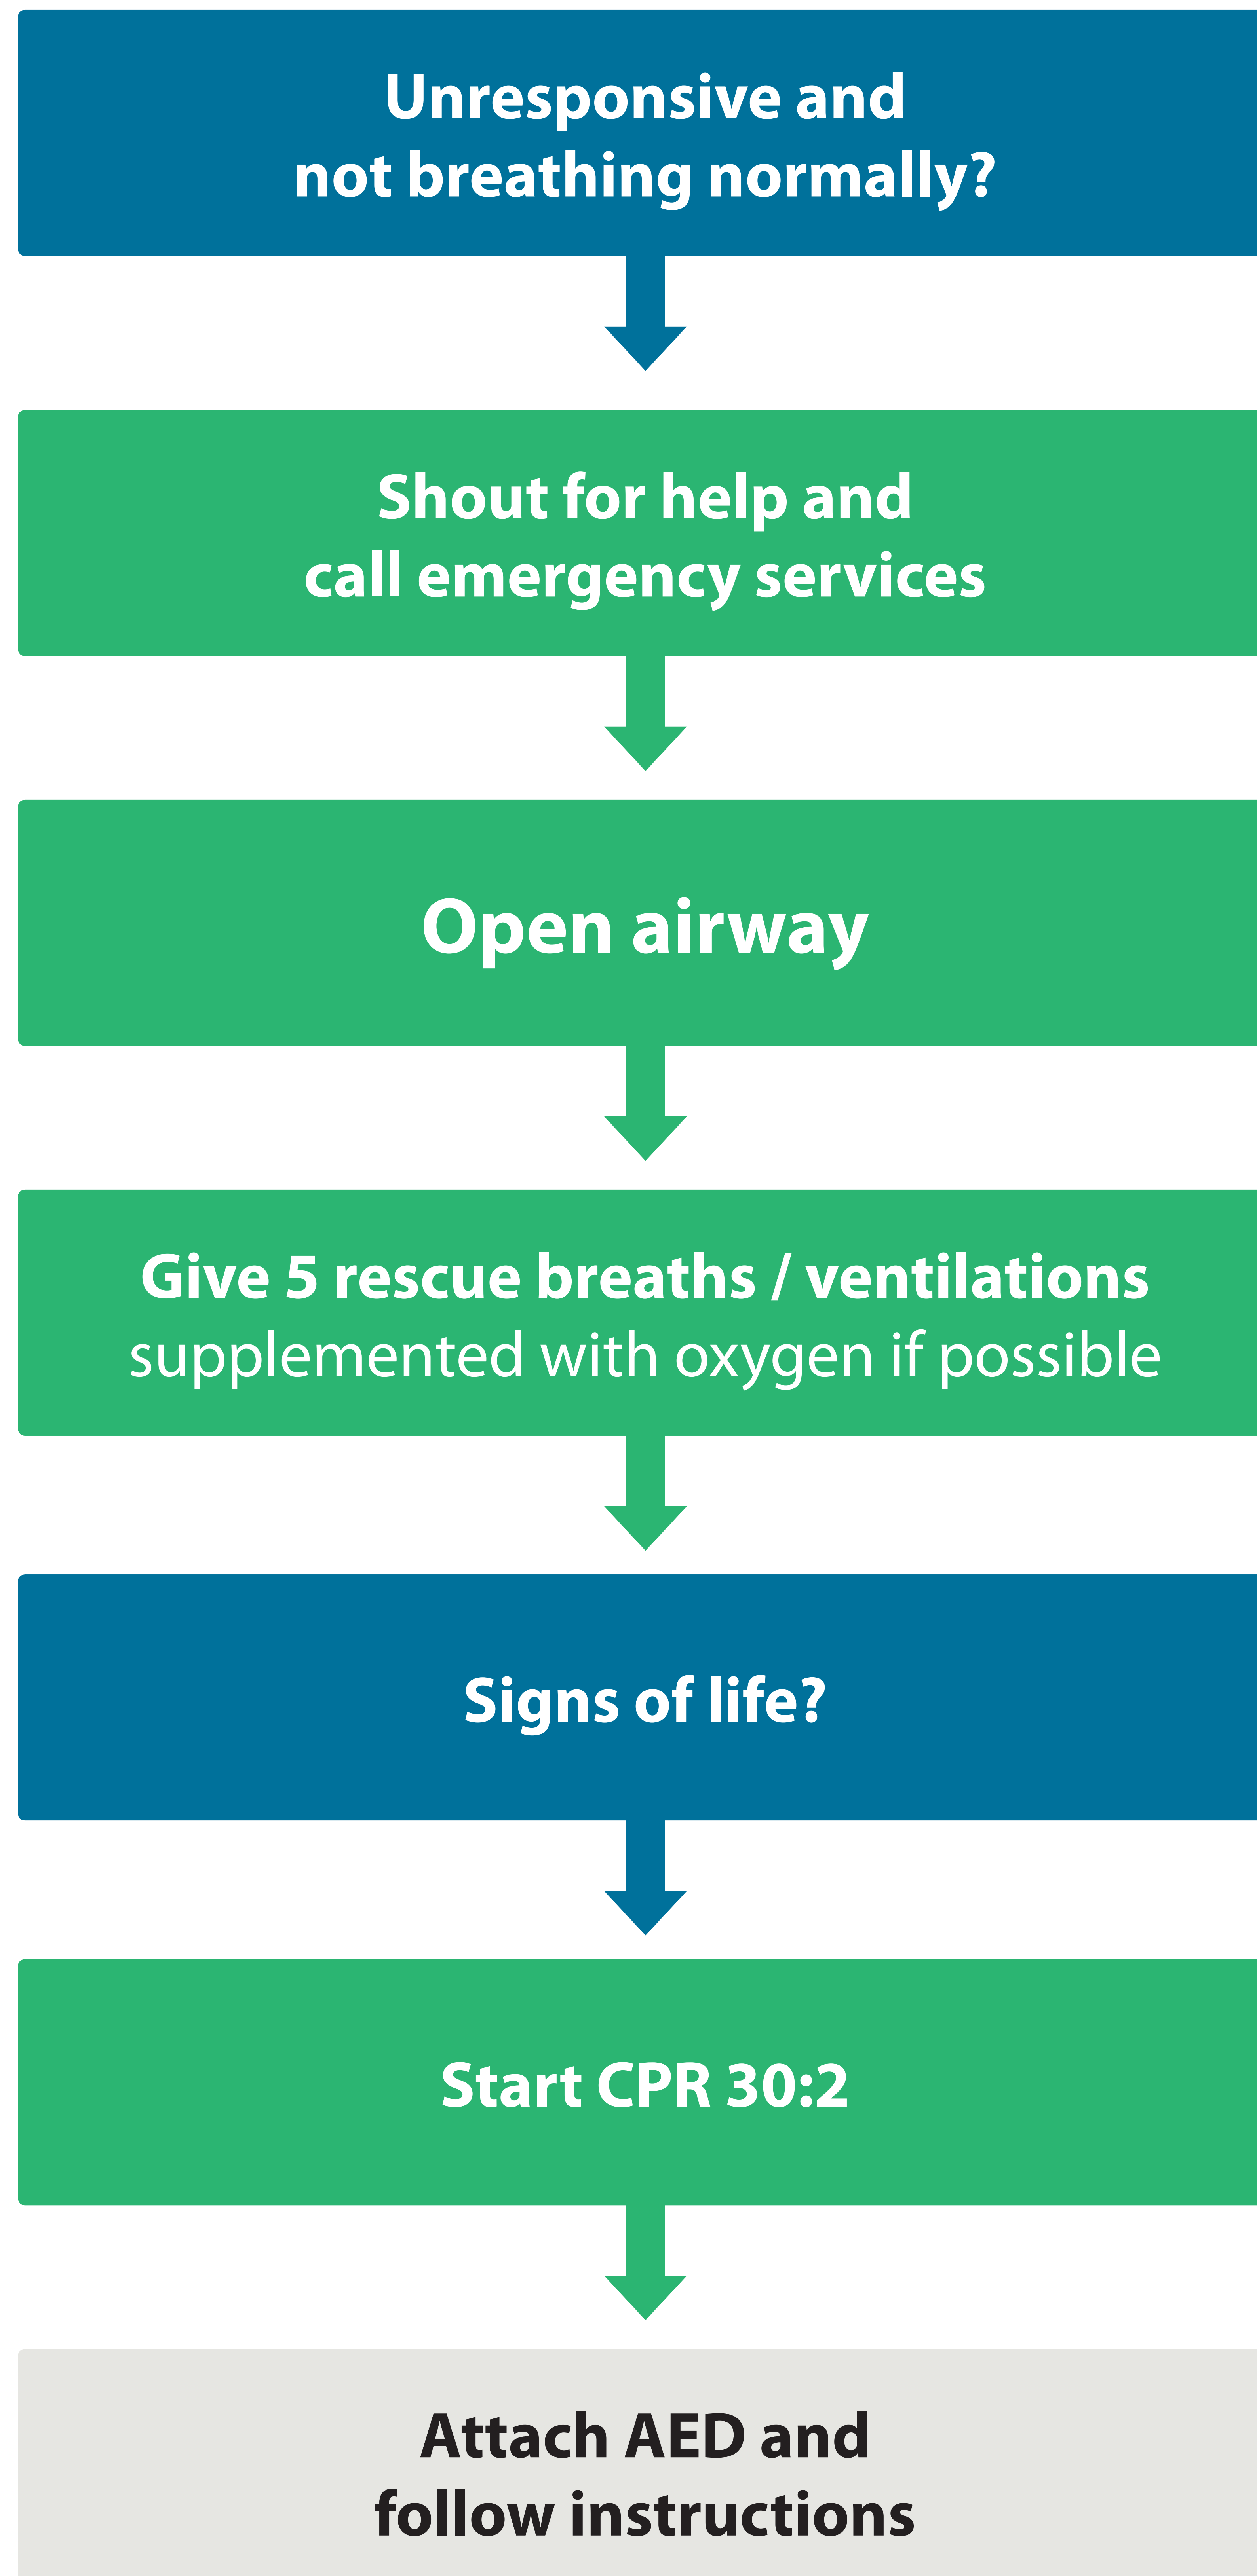 Unresponsive and
not breathing normally?
Shout for help and
call emergency services
Open airway
Give 5 rescue breaths / ventilations
supplemented with oxygen if possible
Signs of life?
Start CPR 30:2
Attach AED and
follow instructions